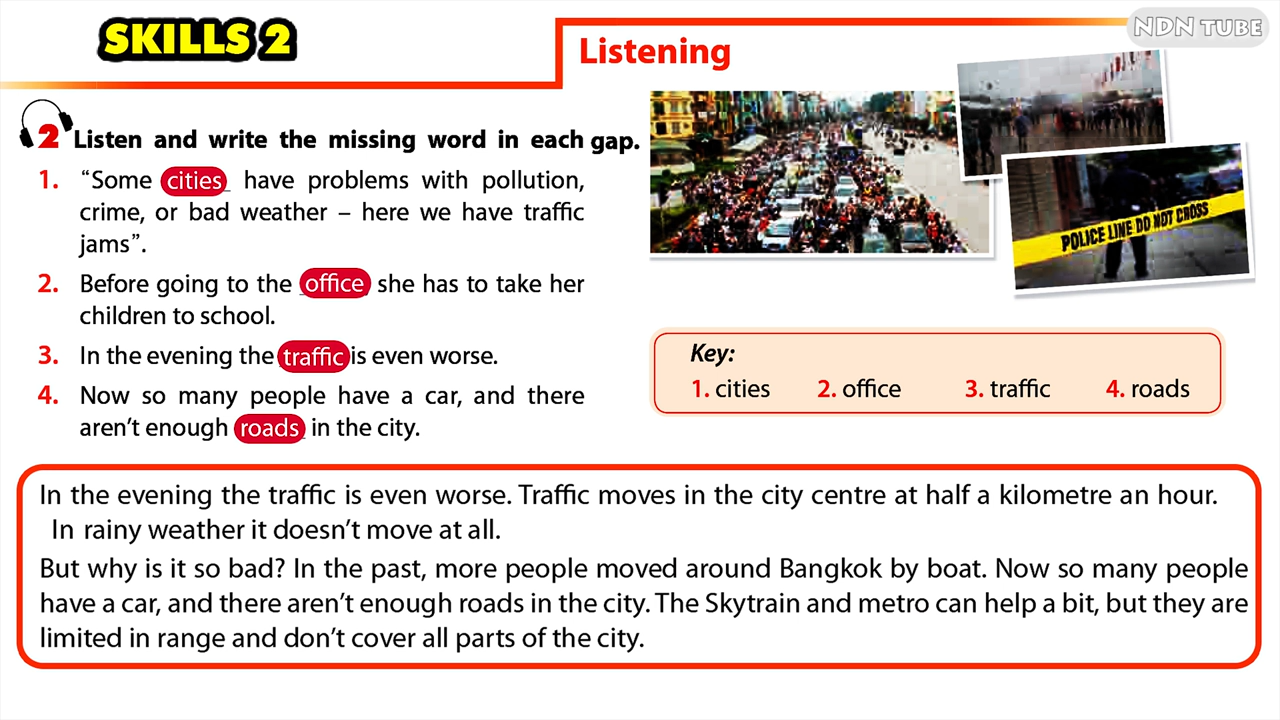 SKILLS 2
Listening
NDN TUBE
2 Listen and write the missing word in each gap.
1. “Some cities have problems with pollution,
crime, or bad weather – here we have traffic
jams”.
2. Before going to the office she has to take her
children to school.
3. In the evening the traffic is even worse.
4. Now so many people have a car, and there
aren’t enough roads in the city.
POLICE LINE DO NOT CROSS
Key:
1. cities 2. office 3. traffic 4. roads
In the evening the traffic is even worse. Traffic moves in the city centre at half a kilometre an hour.
In rainy weather it doesn’t move at all.
But why is it so bad? In the past, more people moved around Bangkok by boat. Now so many people
have a car, and there aren’t enough roads in the city. The Skytrain and metro can help a bit, but they are
limited in range and don’t cover all parts of the city.